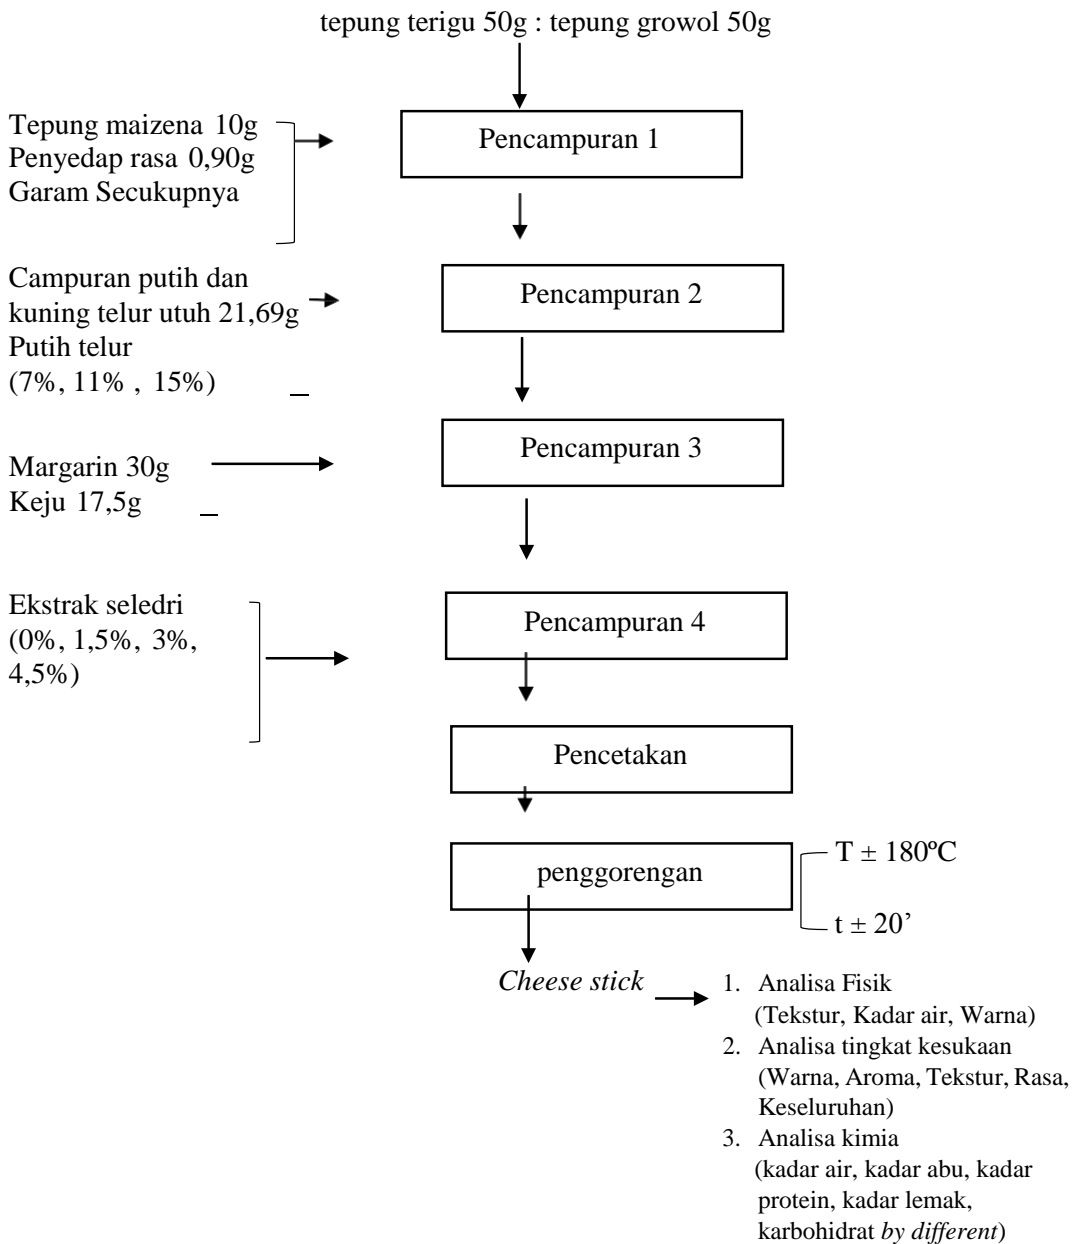 tepung terigu 50g : tepung growol 50g
Tepung maizena 10g
Penyedap rasa 0,90g
Garam Secukupnya
Pencampuran 1
Campuran putih dan
kuning telur utuh 21,69g
Putih telur
(7%, 11% , 15%)
Pencampuran 2
Pencampuran 3
Margarin 30g
Keju 17,5g
Ekstrak seledri
(0%, 1,5%, 3%,
4,5%)
Pencampuran 4
Pencetakan
penggorengan
T ± 180ºC
t ± 20’
Cheese stick
1. Analisa Fisik
(Tekstur, Kadar air, Warna)
2. Analisa tingkat kesukaan
(Warna, Aroma, Tekstur, Rasa,
Keseluruhan)
3. Analisa kimia
(kadar air, kadar abu, kadar
protein, kadar lemak,
karbohidrat by different)